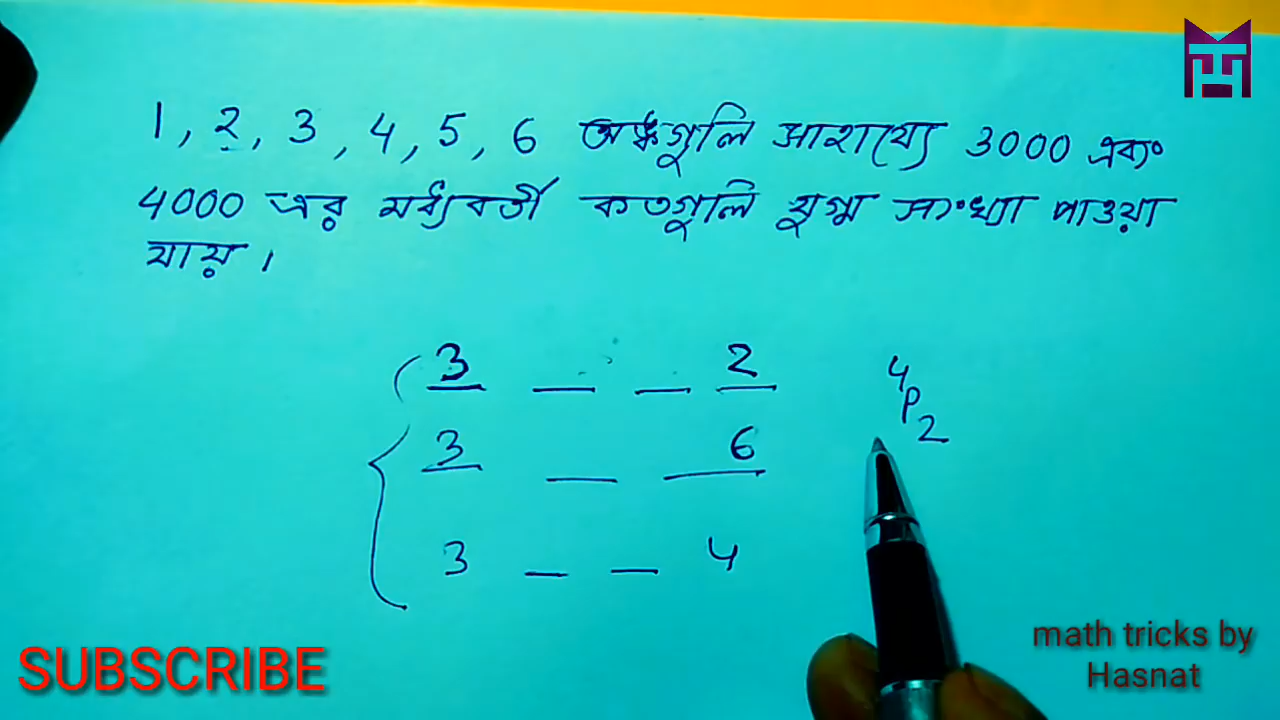 1, 2, 3, 4, 5, 6 অঙ্কগুলি সাহায্যে 3000 এবং
4000 এর মধ্যবর্তী কতগুলি যুগ্ম সংখ্যা পাওয়া
যায়।
( 3 _ _ 2
4P2
3 _ _ 6
3 _ _ 4
SUBSCRIBE
math tricks by
Hasnat